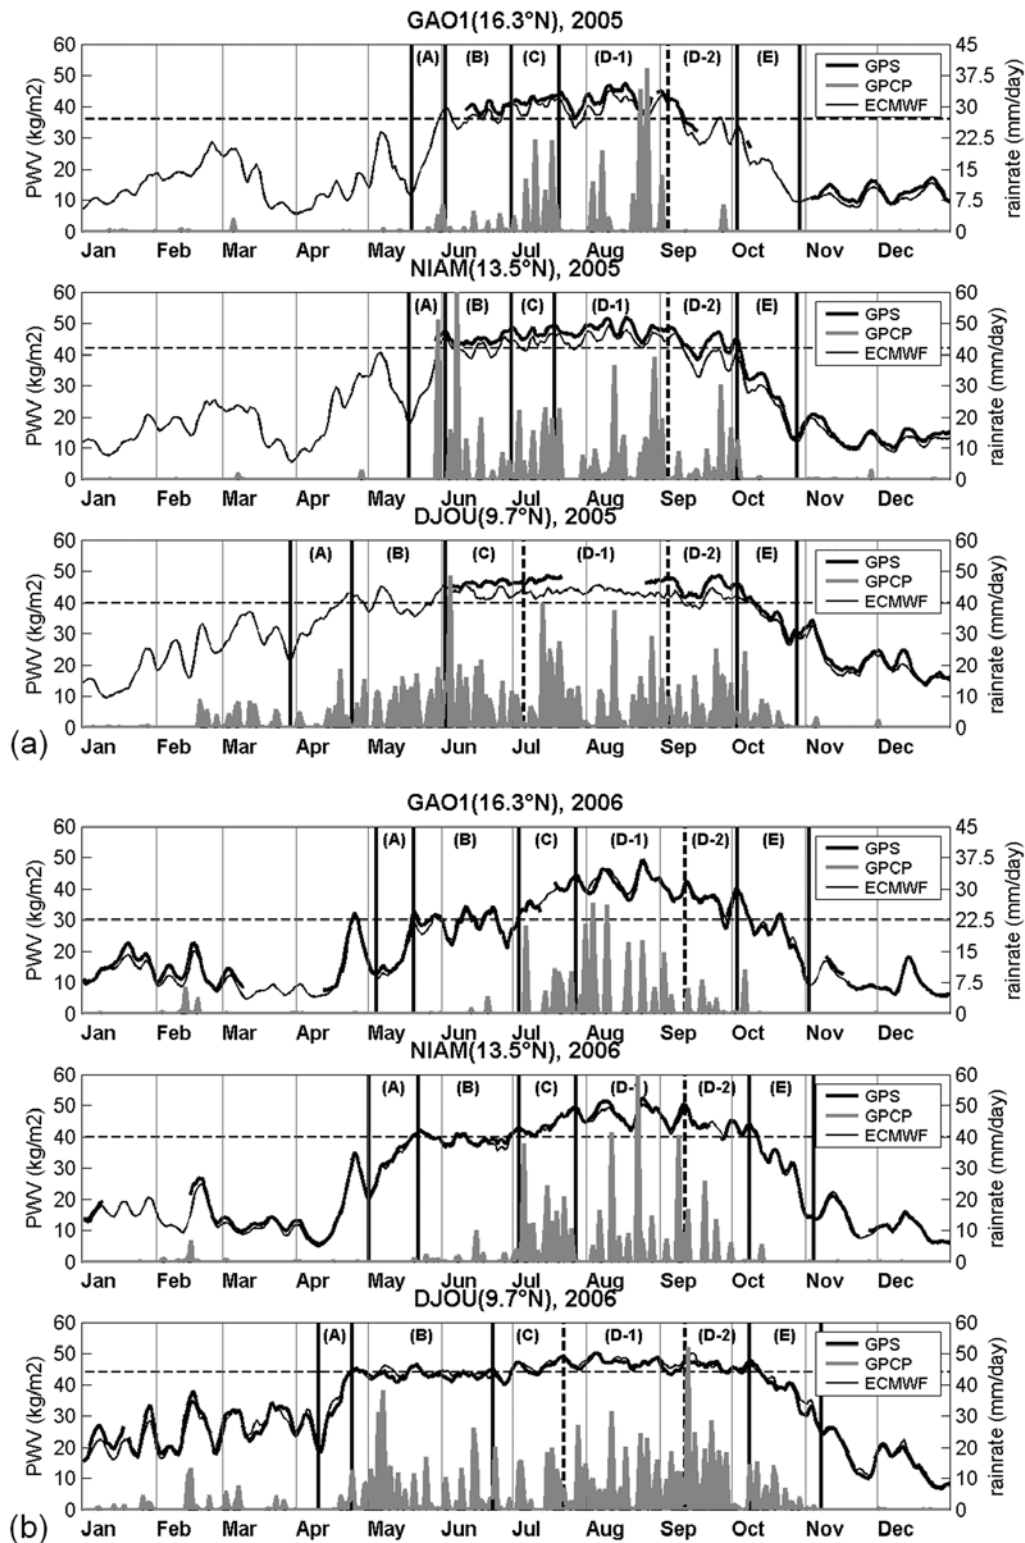 GAO1(16.3°N), 2005
60 (A) (B) (C) (D-1) (D-2) (E) 45
50 37.5
40 30
30 22.5
20 15
10 7.5
0 0
PWV (kg/m2)
rainrate (mm/day)
GPS
GPCP
ECMWF
Jan Feb Mar Apr May Jun Jul Aug Sep Oct Nov Dec
NIAM(13.5°N), 2005
60 (A) (B) (C) (D-1) (D-2) (E) 60
50 50
40 40
30 30
20 20
10 10
0 0
PWV (kg/m2)
rainrate (mm/day)
GPS
GPCP
ECMWF
Jan Feb Mar Apr May Jun Jul Aug Sep Oct Nov Dec
DJOU(9.7°N), 2005
60 (A) (B) (C) (D-1) (D-2) (E) 60
50 50
40 40
30 30
20 20
10 10
0 0
PWV (kg/m2)
rainrate (mm/day)
GPS
GPCP
ECMWF
(a) Jan Feb Mar Apr May Jun Jul Aug Sep Oct Nov Dec
GAO1(16.3°N), 2006
60 (A) (B) (C) (D-1) (D-2) (E) 45
50 37.5
40 30
30 22.5
20 15
10 7.5
0 0
PWV (kg/m2)
rainrate (mm/day)
GPS
GPCP
ECMWF
Jan Feb Mar Apr May Jun Jul Aug Sep Oct Nov Dec
NIAM(13.5°N), 2006
60 (A) (B) (C) (D-1) (D-2) (E) 60
50 50
40 40
30 30
20 20
10 10
0 0
PWV (kg/m2)
rainrate (mm/day)
GPS
GPCP
ECMWF
Jan Feb Mar Apr May Jun Jul Aug Sep Oct Nov Dec
DJOU(9.7°N), 2006
60 (A) (B) (C) (D-1) (D-2) (E) 60
50 50
40 40
30 30
20 20
10 10
0 0
PWV (kg/m2)
rainrate (mm/day)
GPS
GPCP
ECMWF
(b) Jan Feb Mar Apr May Jun Jul Aug Sep Oct Nov Dec